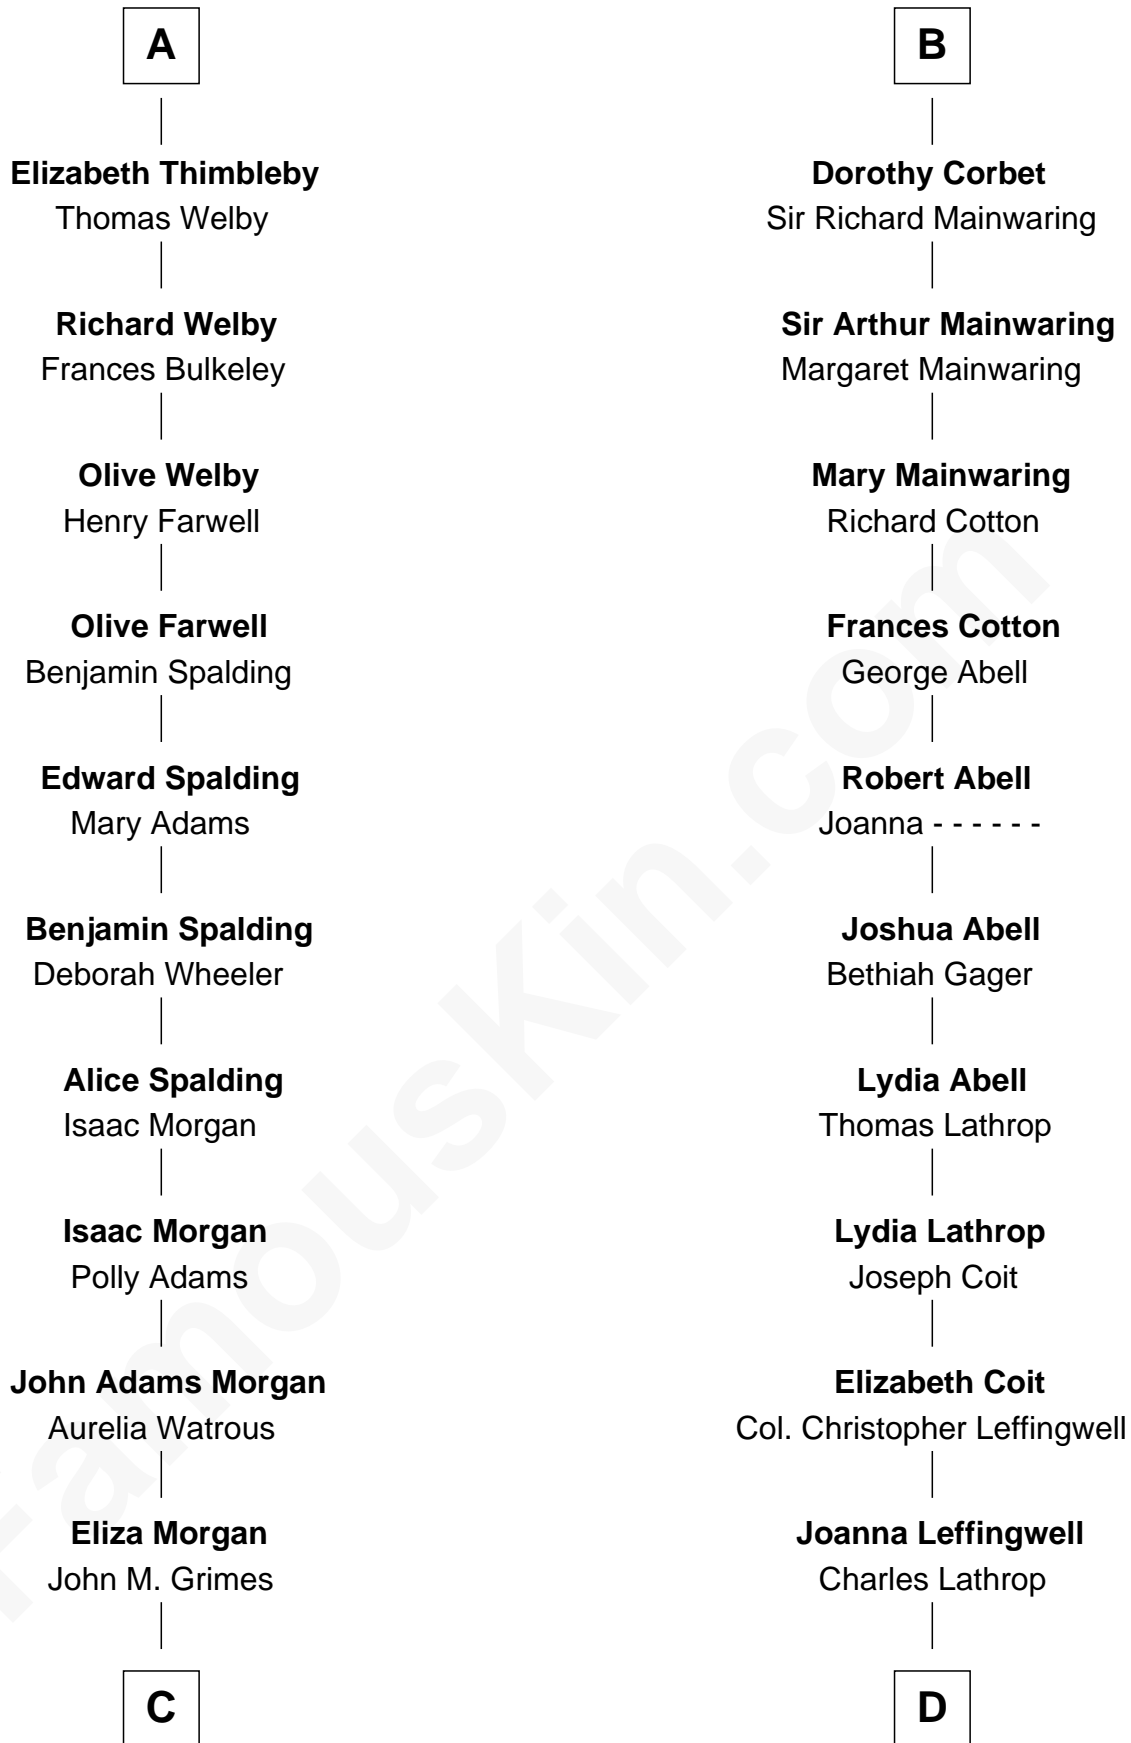 A
Elizabeth Thimbleby
Thomas Welby
Richard Welby
Frances Bulkeley
Olive Welby
Henry Farwell
Olive Farwell
Benjamin Spalding
Edward Spalding
Mary Adams
Benjamin Spalding
Deborah Wheeler
Alice Spalding
Isaac Morgan
Isaac Morgan
Polly Adams
John Adams Morgan
Aurelia Watrous
Eliza Morgan
John M. Grimes
C
B
Dorothy Corbet
Sir Richard Mainwaring
Sir Arthur Mainwaring
Margaret Mainwaring
Mary Mainwaring
Richard Cotton
Frances Cotton
George Abell
Robert Abell
Joanna - - - - - -
Joshua Abell
Bethiah Gager
Lydia Abell
Thomas Lathrop
Lydia Lathrop
Joseph Coit
Elizabeth Coit
Col. Christopher Leffingwell
Joanna Leffingwell
Charles Lathrop
D
FamousKin.com